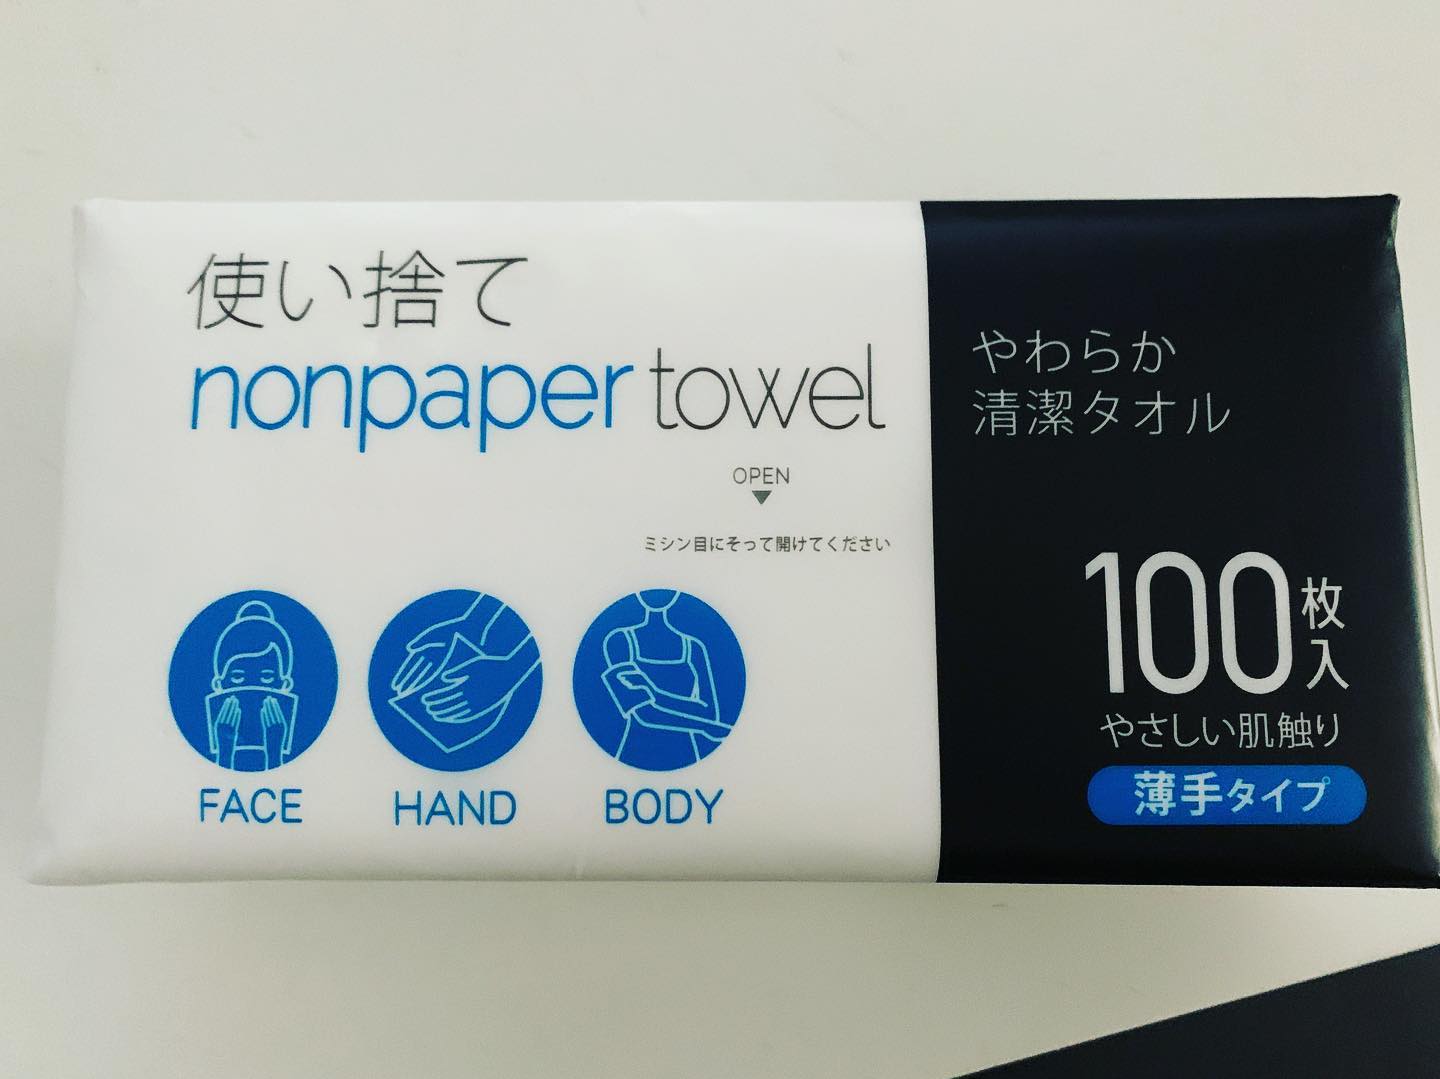 使い捨て
nonpaper towel
OPEN
ミシン目にそって開けてください
FACE
HAND
BODY
やわらか
清潔タオル
100枚入
やさしい肌触り
薄手タイプ